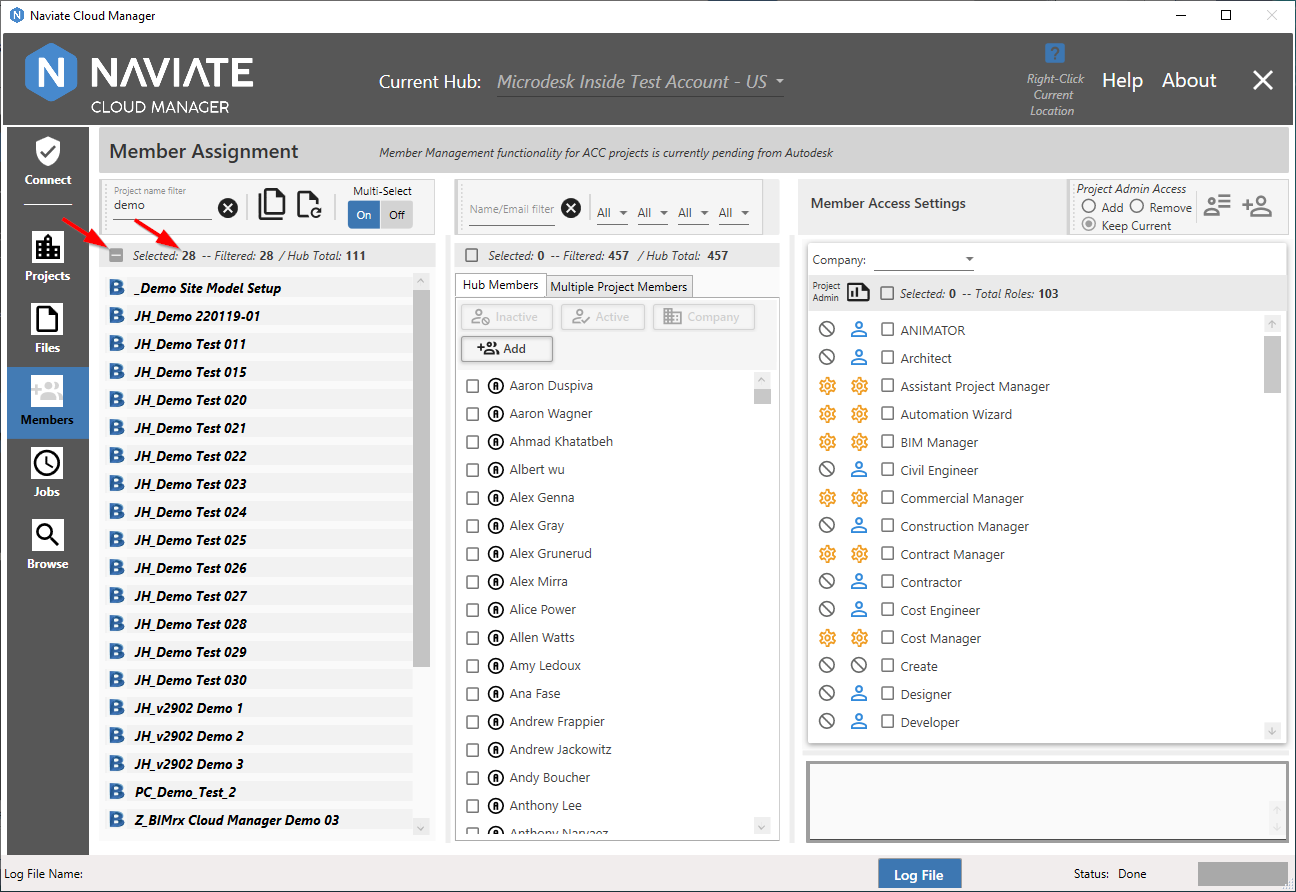 Naviate Cloud Manager
N NAVIATE
CLOUD MANAGER
Current Hub: Microdesk Inside Test Account - US
?
Right-Click
Current
Location
Help About
Connect
Projects
Files
Members
Jobs
Browse
Member Assignment
Member Management functionality for ACC projects is currently pending from Autodesk
Project name filter
demo
Multi-Select
On Off
Selected: 28 -- Filtered: 28 / Hub Total: 111
B _Demo Site Model Setup
B JH_Demo 220119-01
B JH_Demo Test 011
B JH_Demo Test 015
B JH_Demo Test 020
B JH_Demo Test 021
B JH_Demo Test 022
B JH_Demo Test 023
B JH_Demo Test 024
B JH_Demo Test 025
B JH_Demo Test 026
B JH_Demo Test 027
B JH_Demo Test 028
B JH_Demo Test 029
B JH_Demo Test 030
B JH_v2902 Demo 1
B JH_v2902 Demo 2
B JH_v2902 Demo 3
B PC_Demo_Test_2
B Z_BIMrx Cloud Manager Demo 03
Name/Email filter
All All All All
Selected: 0 -- Filtered: 457 / Hub Total: 457
Hub Members Multiple Project Members
Inactive Active Company
Add
A Aaron Duspiva
A Aaron Wagner
A Ahmad Khatatbeh
A Albert wu
A Alex Genna
A Alex Gray
A Alex Grunerud
A Alex Mirra
A Alice Power
A Allen Watts
A Amy Ledoux
A Ana Fase
A Andrew Frappier
A Andrew Jackowitz
A Andy Boucher
A Anthony Lee
A Anthony Narvaez
Member Access Settings
Project Admin Access
Add Remove
Keep Current
Company:
Project
Admin
Selected: 0 -- Total Roles: 103
ANIMATOR
Architect
Assistant Project Manager
Automation Wizard
BIM Manager
Civil Engineer
Commercial Manager
Construction Manager
Contract Manager
Contractor
Cost Engineer
Cost Manager
Create
Designer
Developer
Log File Name:
Log File
Status: Done